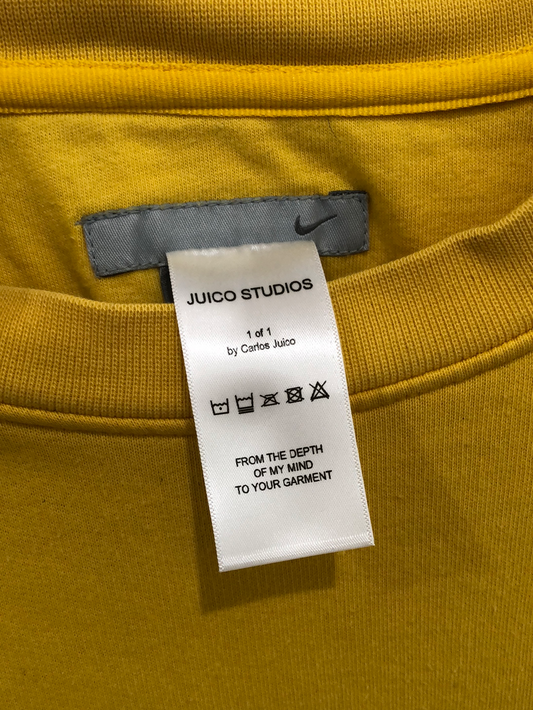 JUICO STUDIOS
1 of 1
by Carlos Juico
FROM THE DEPTH
OF MY MIND
TO YOUR GARMENT